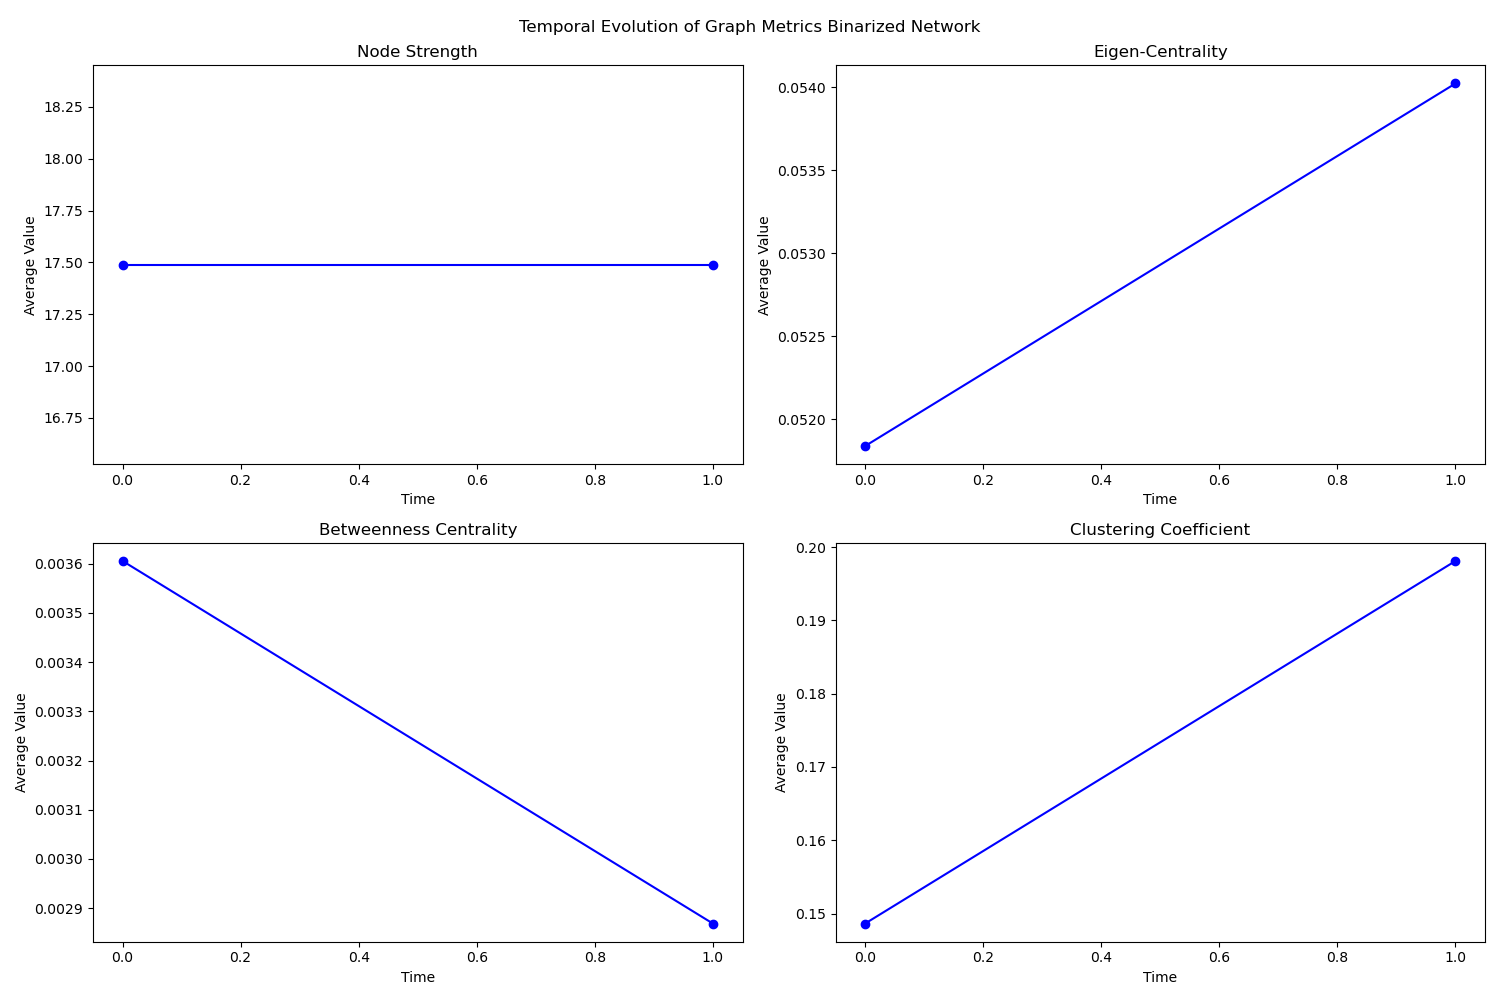 Temporal Evolution of Graph Metrics Binarized Network
Node Strength
18.25
18.00
17.75
17.50
17.25
17.00
16.75
Average Value
0.0 0.2 0.4 0.6 0.8 1.0
Time
Eigen-Centrality
0.0540
0.0535
0.0530
0.0525
0.0520
Average Value
0.0 0.2 0.4 0.6 0.8 1.0
Time
Betweenness Centrality
0.0036
0.0035
0.0034
0.0033
0.0032
0.0031
0.0030
0.0029
Average Value
0.0 0.2 0.4 0.6 0.8 1.0
Time
Clustering Coefficient
0.20
0.19
0.18
0.17
0.16
0.15
Average Value
0.0 0.2 0.4 0.6 0.8 1.0
Time